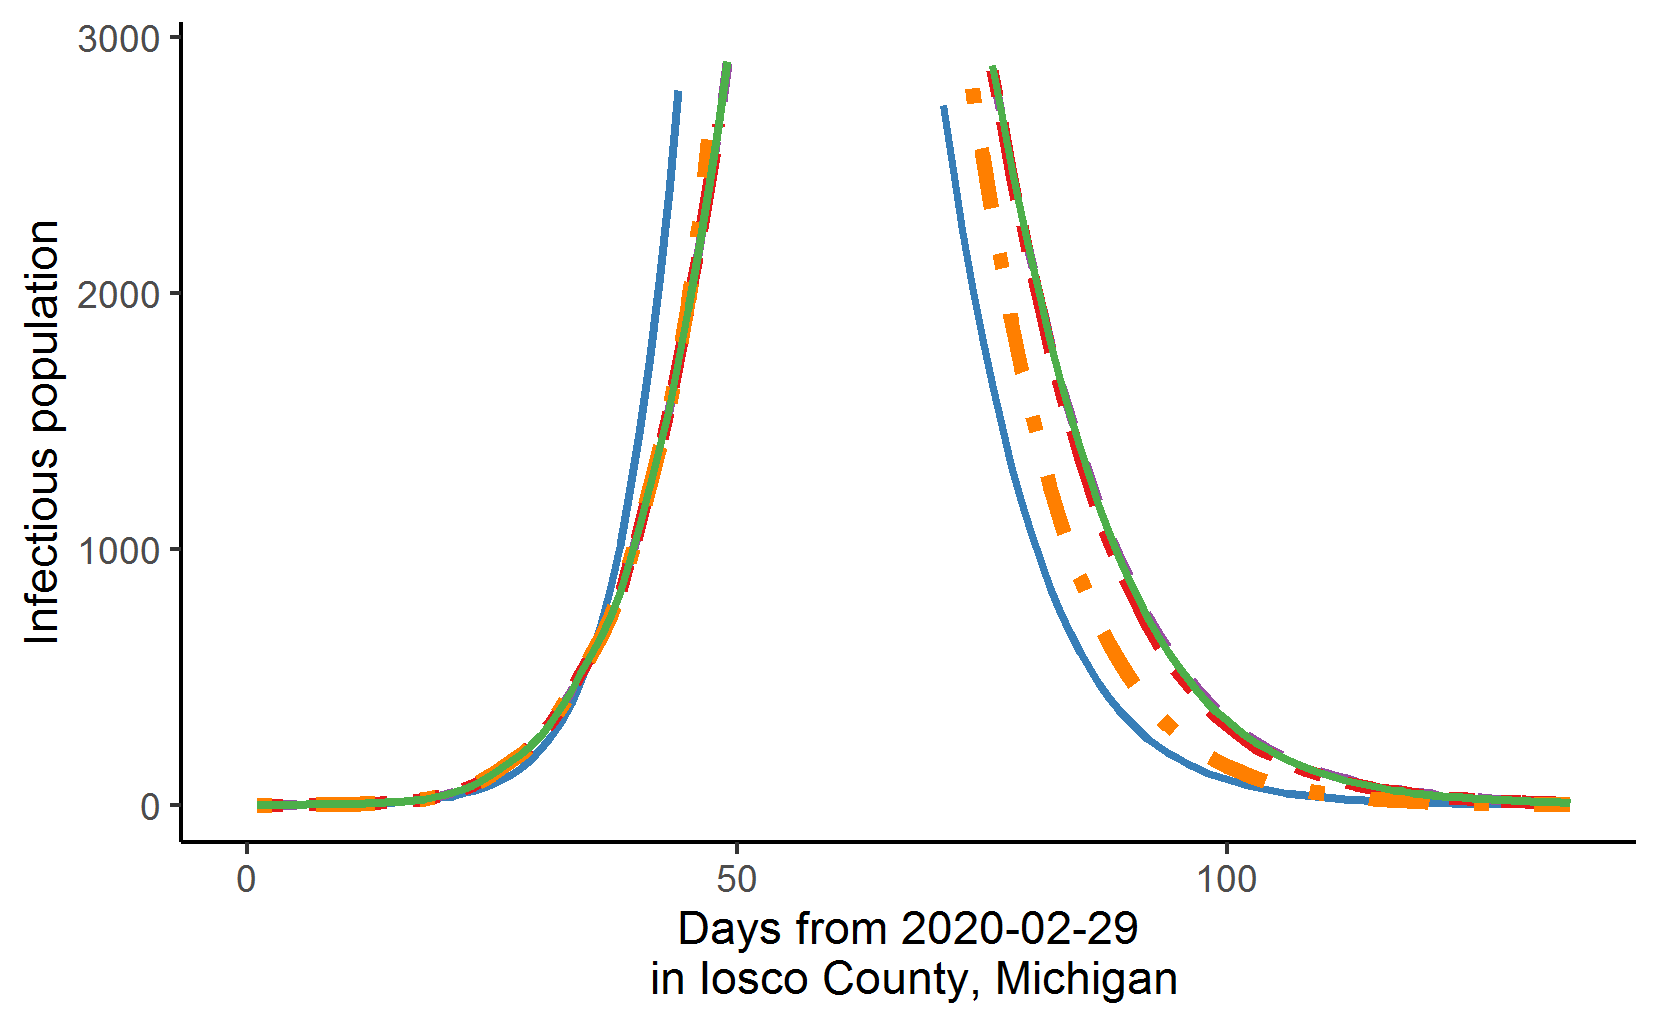 Infectious population
3000
2000
1000
0
0 50 100
Days from 2020-02-29
in Iosco County, Michigan